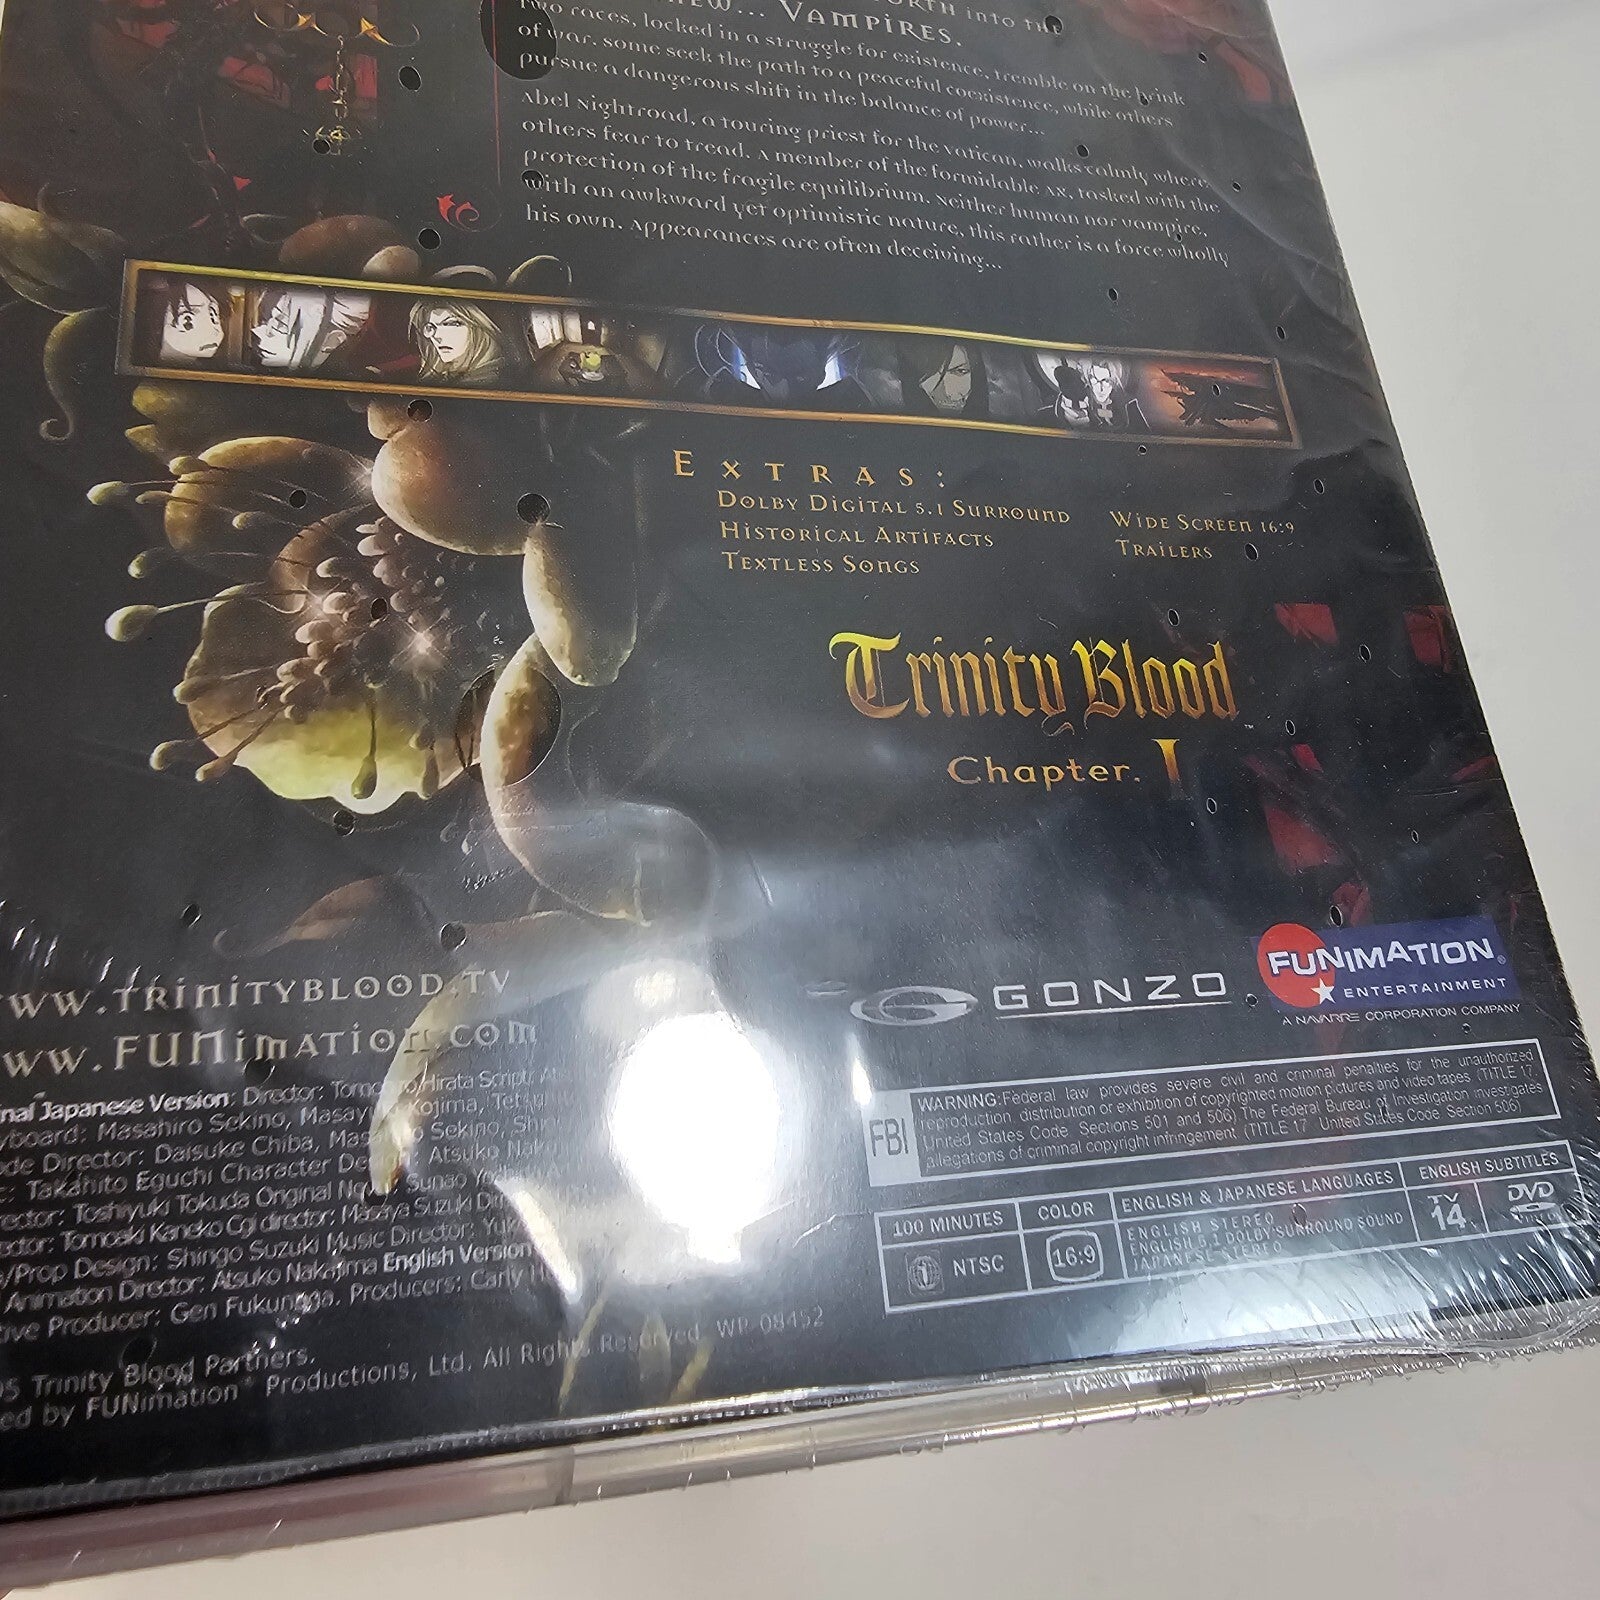 into the
Vampires.
Two races, locked in a struggle for existence, tremble on the brink
of war. some seek the path to a peaceful coexistence, while others
pursue a dangerous shift in the balance of power...
Abel Nightroad, a touring priest for the vatican, walks calmly where
others fear to tread. A member of the formidable AX, tasked with the
protection of the fragile equilibrium. Neither human nor vampire,
with an awkward yet optimistic nature, this rather is a force wholly
his own. Appearances are often deceiving...
EXTRAS:
DOLBY DIGITAL 5.1 SURROUND WIDE SCREEN 16:9
HISTORICAL ARTIFACTS TRAILERS
TEXTLESS SONGS
Trinity Blood™
Chapter. I
WWW.TRINITYBLOOD.TV
WWW.FUNimation.com
GONZO
FUNIMATION®
ENTERTAINMENT
A NAVARRE CORPORATION COMPANY
Japanese Version: Director: Hirata Script:
Masahiro Sekino, Kojima,
Director: Daisuke Chiba, Sekino,
Takahito Eguchi Character Atsuko
Toshiyuki Tokuda Original Sunao
Tomoaki Kaneko Cgi director: Masaya Suzuki
/Prop Design: Shingo Suzuki Music Director:
Animation Director: Atsuko Nakajima English Version
Producer: Gen Fukunaga, Producers: Carly
Trinity Blood Partners.
by FUNimation® Productions, Ltd. All Rights Reserved. WP-08452
FBI
WARNING: Federal law provides severe civil and criminal penalties for the unauthorized
reproduction, distribution or exhibition of copyrighted motion pictures and video tapes (TITLE 17,
United States Code, Sections 501 and 506) The Federal Bureau of Investigation investigates
allegations of criminal copyright infringement (TITLE 17 United States Code Section 506)
100 MINUTES COLOR ENGLISH & JAPANESE LANGUAGES ENGLISH SUBTITLES
NTSC 16:9 ENGLISH STEREO
ENGLISH 5.1 DOLBY SURROUND SOUND
JAPANESE STEREO
TV
14
DVD